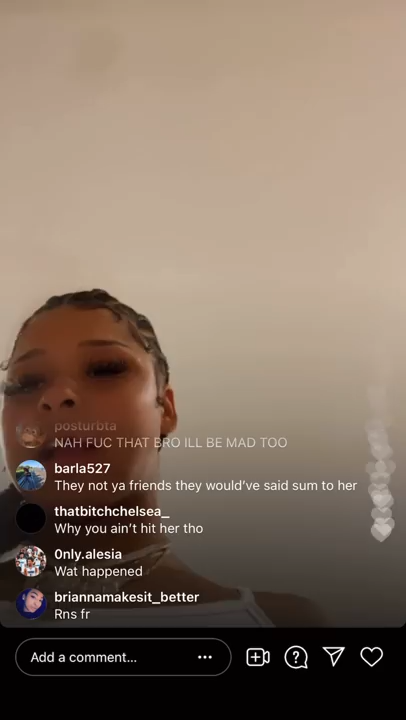 posturbta
NAH FUC THAT BRO ILL BE MAD TOO
barla527
They not ya friends they would’ve said sum to her
thatbitchchelsea_
Why you ain’t hit her tho
0nly.alesia
Wat happened
briannamakesit_better
Rns fr
Add a comment...